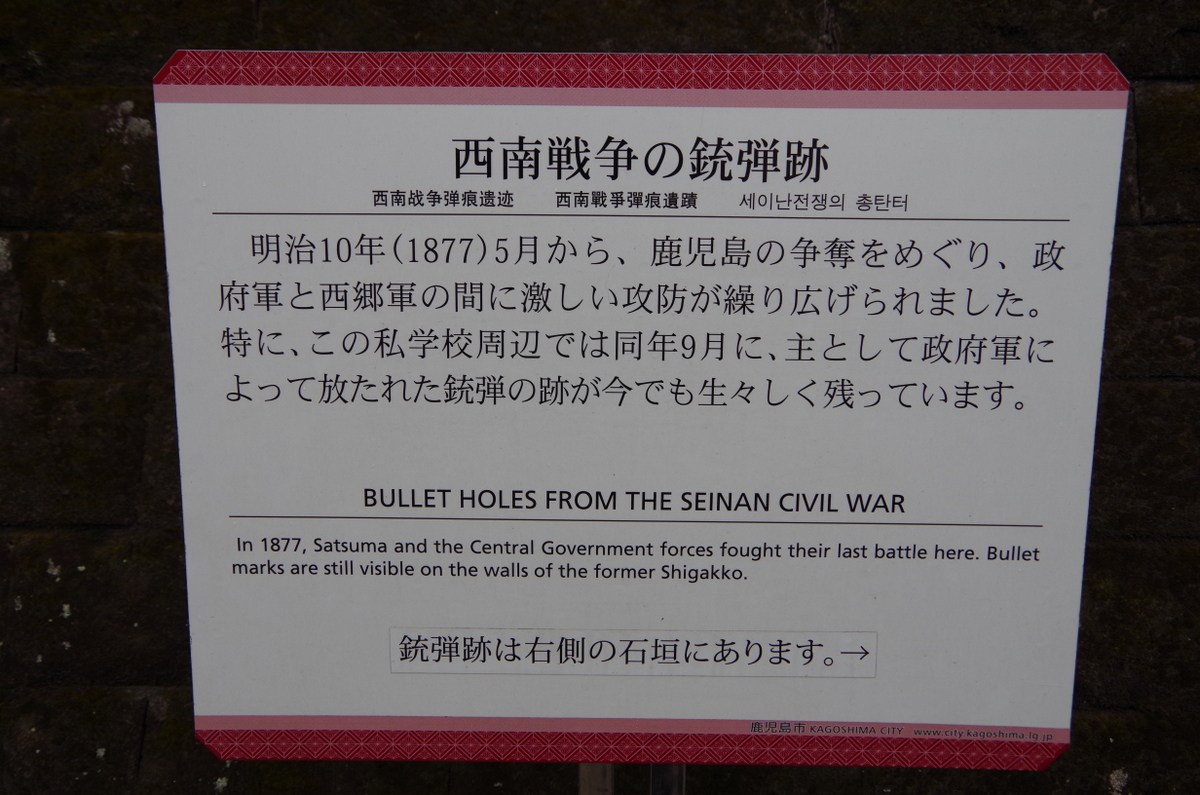 西南戦争の銃弾跡
西南战争弹痕遗迹 西南戰爭彈痕遺蹟 세이난전쟁의 총탄터
明治10年(1877)5月から、鹿児島の争奪をめぐり、政
府軍と西郷軍の間に激しい攻防が繰り広げられました。
特に、この私学校周辺では同年9月に、主として政府軍に
よって放たれた銃弾の跡が今でも生々しく残っています。
BULLET HOLES FROM THE SEINAN CIVIL WAR
In 1877, Satsuma and the Central Government forces fought their last battle here. Bullet
marks are still visible on the walls of the former Shigakko.
銃弾跡は右側の石垣にあります。→
鹿児島市 KAGOSHIMA CITY www.city.kagoshima.lg.jp